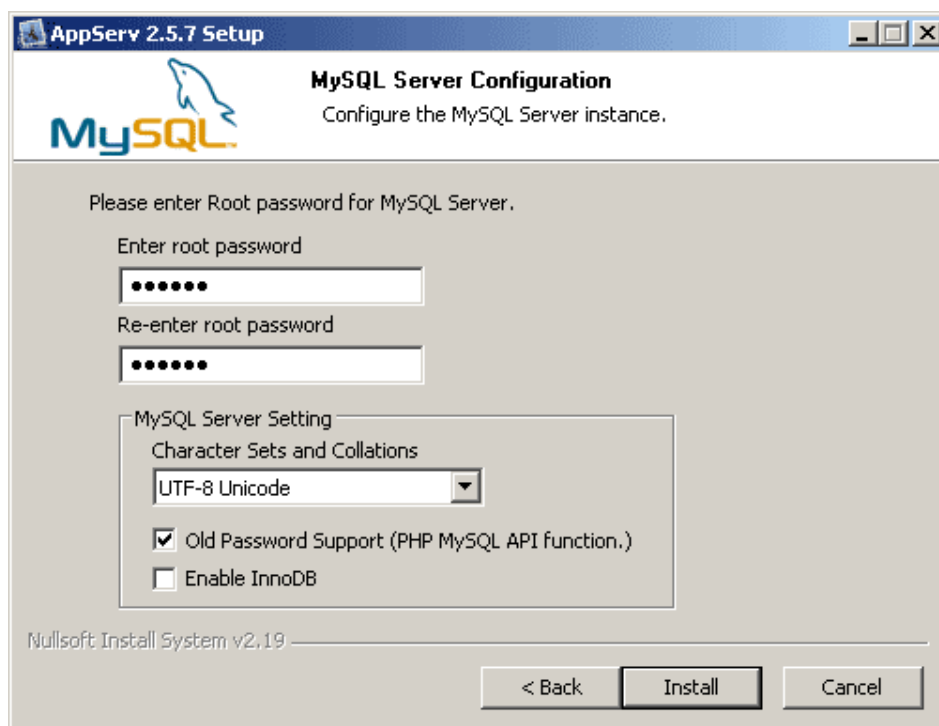 AppServ 2.5.7 Setup
MySQL
MySQL Server Configuration
Configure the MySQL Server instance.
Please enter Root password for MySQL Server.
Enter root password
••••••
Re-enter root password
••••••
MySQL Server Setting
Character Sets and Collations
UTF-8 Unicode
Old Password Support (PHP MySQL API function.)
Enable InnoDB
Nullsoft Install System v2.19
< Back Install Cancel